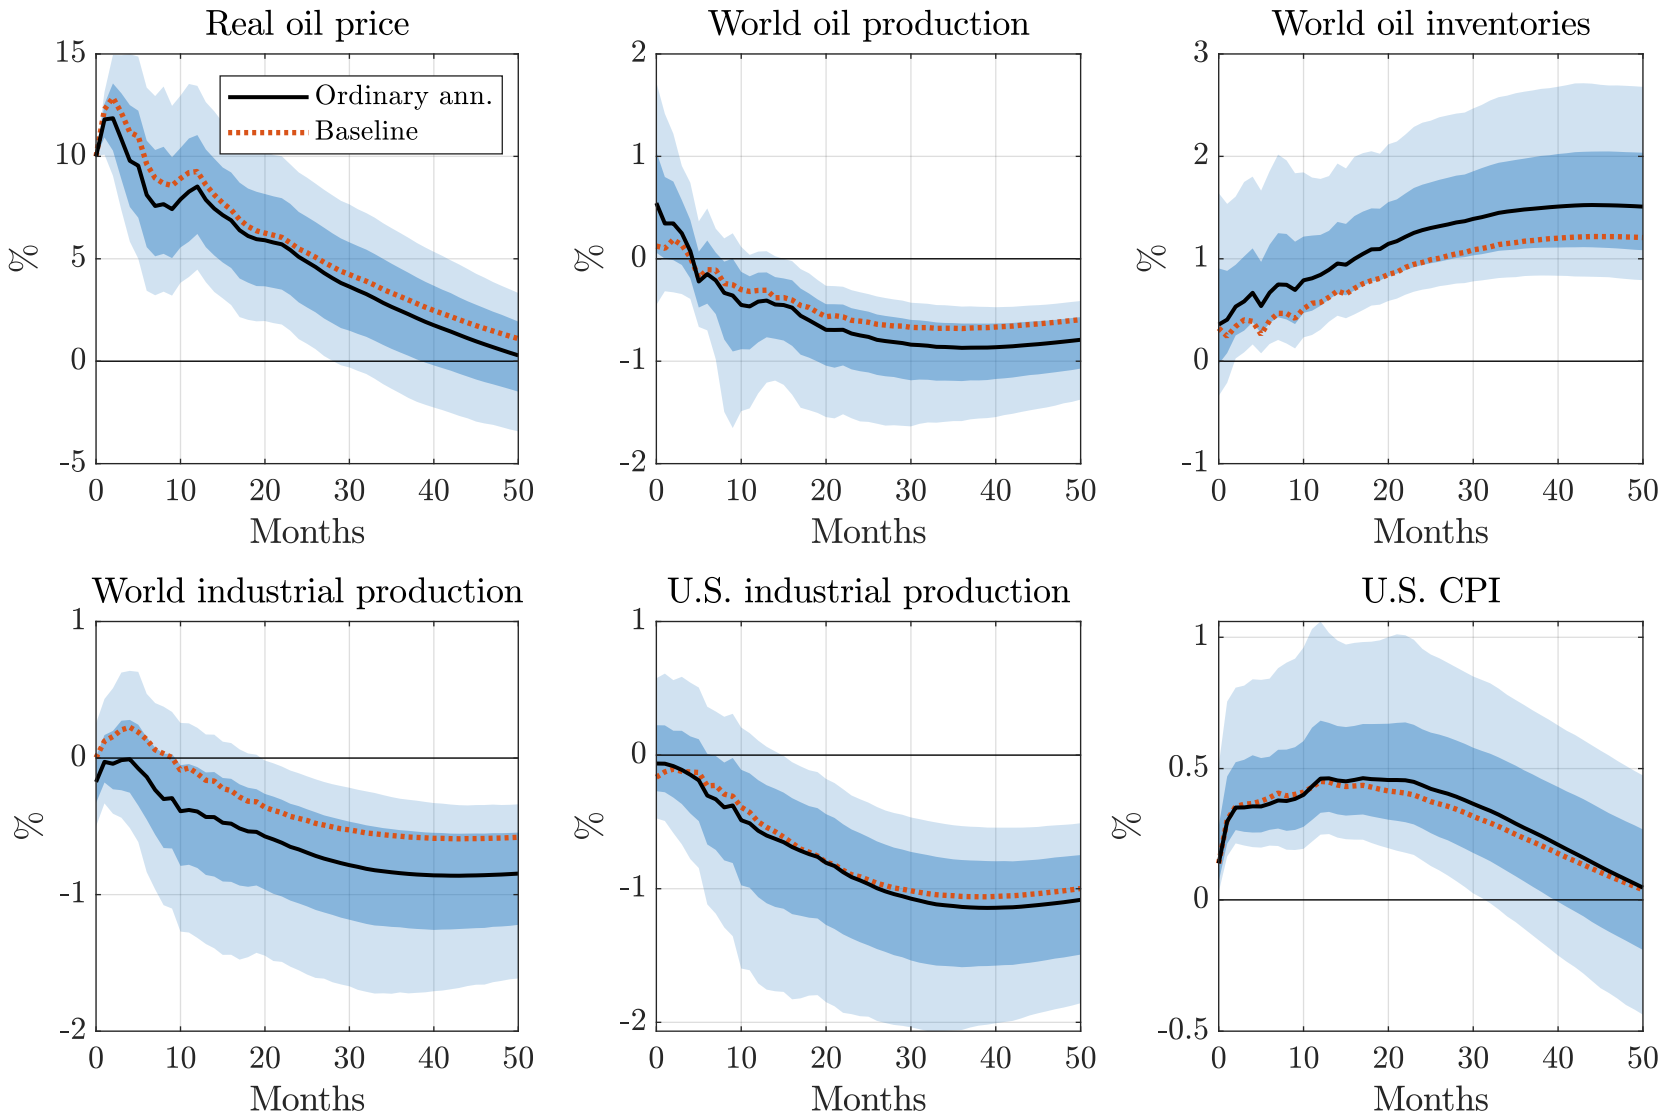 Real oil price
World oil production
World oil inventories
15
10
5
0
-5
%
Ordinary ann.
Baseline
0 10 20 30 40 50
Months
2
1
0
-1
-2
%
0 10 20 30 40 50
Months
3
2
1
0
-1
%
0 10 20 30 40 50
Months
World industrial production
U.S. industrial production
U.S. CPI
1
0
-1
-2
%
0 10 20 30 40 50
Months
1
0
-1
-2
%
0 10 20 30 40 50
Months
1
0.5
0
-0.5
%
0 10 20 30 40 50
Months